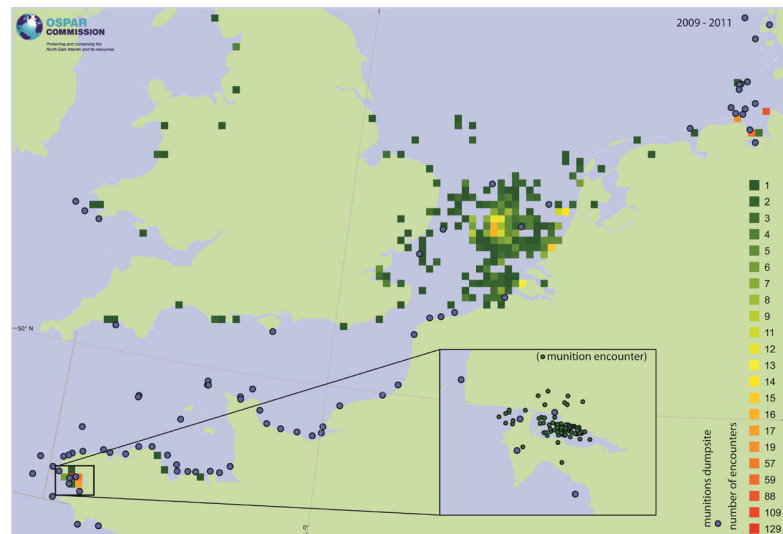 OSPAR
COMMISSION
Protecting and conserving the
North-East Atlantic and its resources
2009 - 2011
1
2
3
4
5
6
7
8
9
11
12
13
14
15
16
17
19
57
59
88
109
129
munitions dumpsite
number of encounters
50° N
(munition encounter)
0°